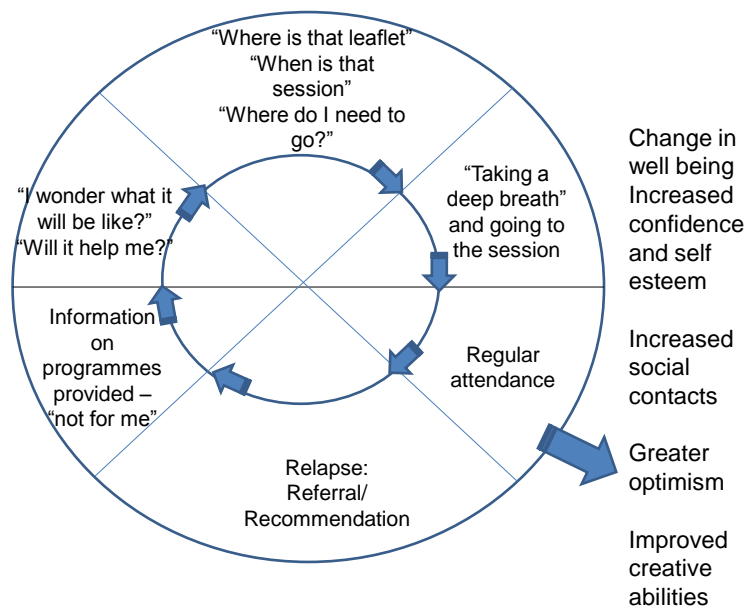 “Where is that leaflet”
“When is that
session”
“Where do I need to
go?”
“Taking a
deep breath”
and going to
the session
Regular
attendance
Relapse:
Referral/
Recommendation
Information
on
programmes
provided –
“not for me”
“I wonder what it
will be like?”
“Will it help me?”
Change in
well being
Increased
confidence
and self
esteem
Increased
social
contacts
Greater
optimism
Improved
creative
abilities